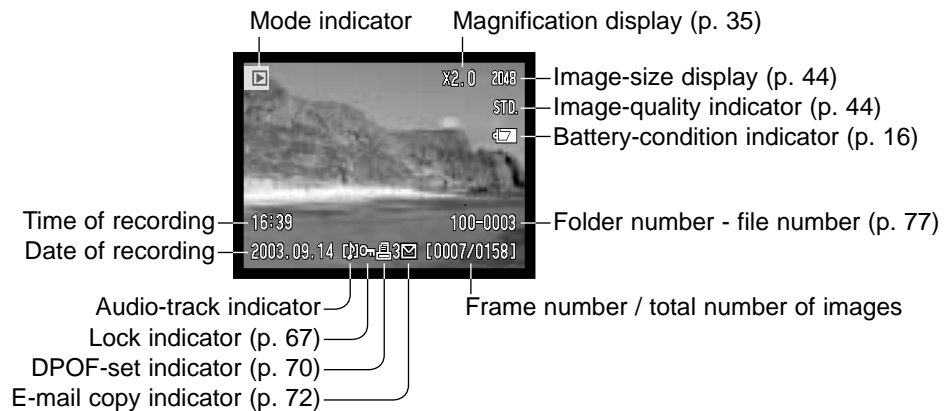 Mode indicator Magnification display (p. 35)
X2.0 2048 Image-size display (p. 44)
STD. Image-quality indicator (p. 44)
Battery-condition indicator (p. 16)
Time of recording 16:39 100-0003 Folder number - file number (p. 77)
Date of recording 2003.09.14 3 [0007/0158]
Audio-track indicator Frame number / total number of images
Lock indicator (p. 67)
DPOF-set indicator (p. 70)
E-mail copy indicator (p. 72)